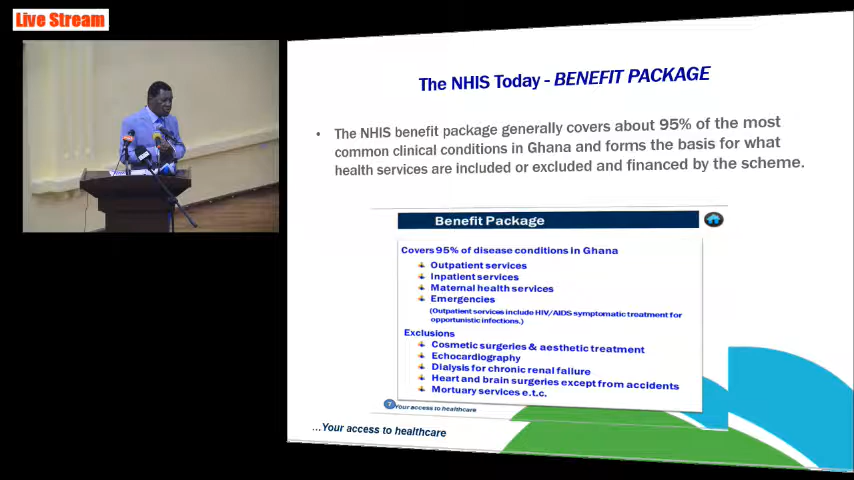 Live Stream
The NHIS Today - BENEFIT PACKAGE
• The NHIS benefit package generally covers about 95% of the most
common clinical conditions in Ghana and forms the basis for what
health services are included or excluded and financed by the scheme.
Benefit Package
Covers 95% of disease conditions in Ghana
Outpatient services
Inpatient services
Maternal health services
Emergencies
(Outpatient services include HIV/AIDS symptomatic treatment for
opportunistic infections.)
Exclusions
Cosmetic surgeries & aesthetic treatment
Echocardiography
Dialysis for chronic renal failure
Heart and brain surgeries except from accidents
Mortuary services e.t.c.
7 Your access to healthcare
...Your access to healthcare